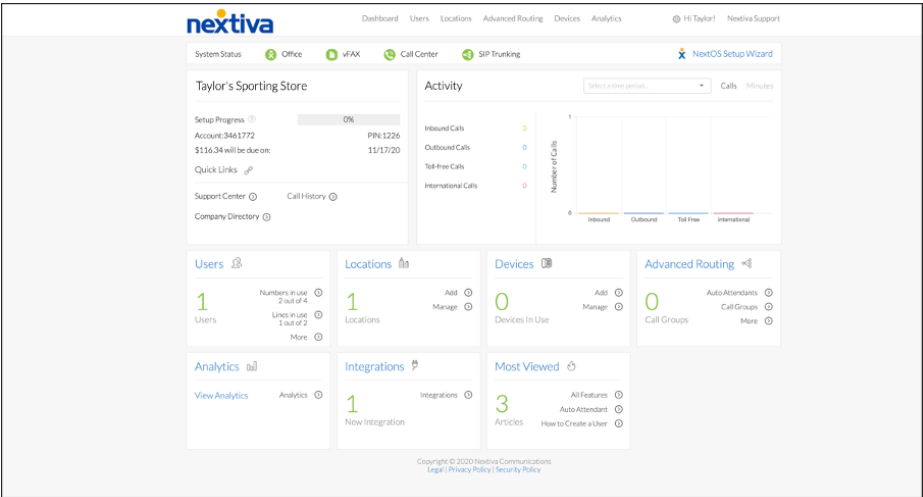 nextiva
Dashboard Users Locations Advanced Routing Devices Analytics
Hi Taylor! Nextiva Support
System Status Office vFAX Call Center SIP Trunking NextOS Setup Wizard
Taylor's Sporting Store
Setup Progress 0%
Account:3461772 PIN:1226
$116.34 will be due on: 11/17/20
Quick Links
Support Center Call History
Company Directory
Activity
Select a time period... Calls Minutes
Inbound Calls 0
Outbound Calls 0
Toll-free Calls 0
International Calls 0
Number of Calls
1
0
Inbound Outbound Toll Free International
Users
1
Users
Numbers in use
2 out of 4
Lines in use
1 out of 2
More
Locations
1
Locations
Add
Manage
Devices
0
Devices In Use
Add
Manage
Advanced Routing
0
Call Groups
Auto Attendants
Call Groups
More
Analytics
View Analytics Analytics
Integrations
1
New Integration
Integrations
Most Viewed
3
Articles
All Features
Auto Attendant
How to Create a User
Copyright © 2020 Nextiva Communications
Legal | Privacy Policy | Security Policy